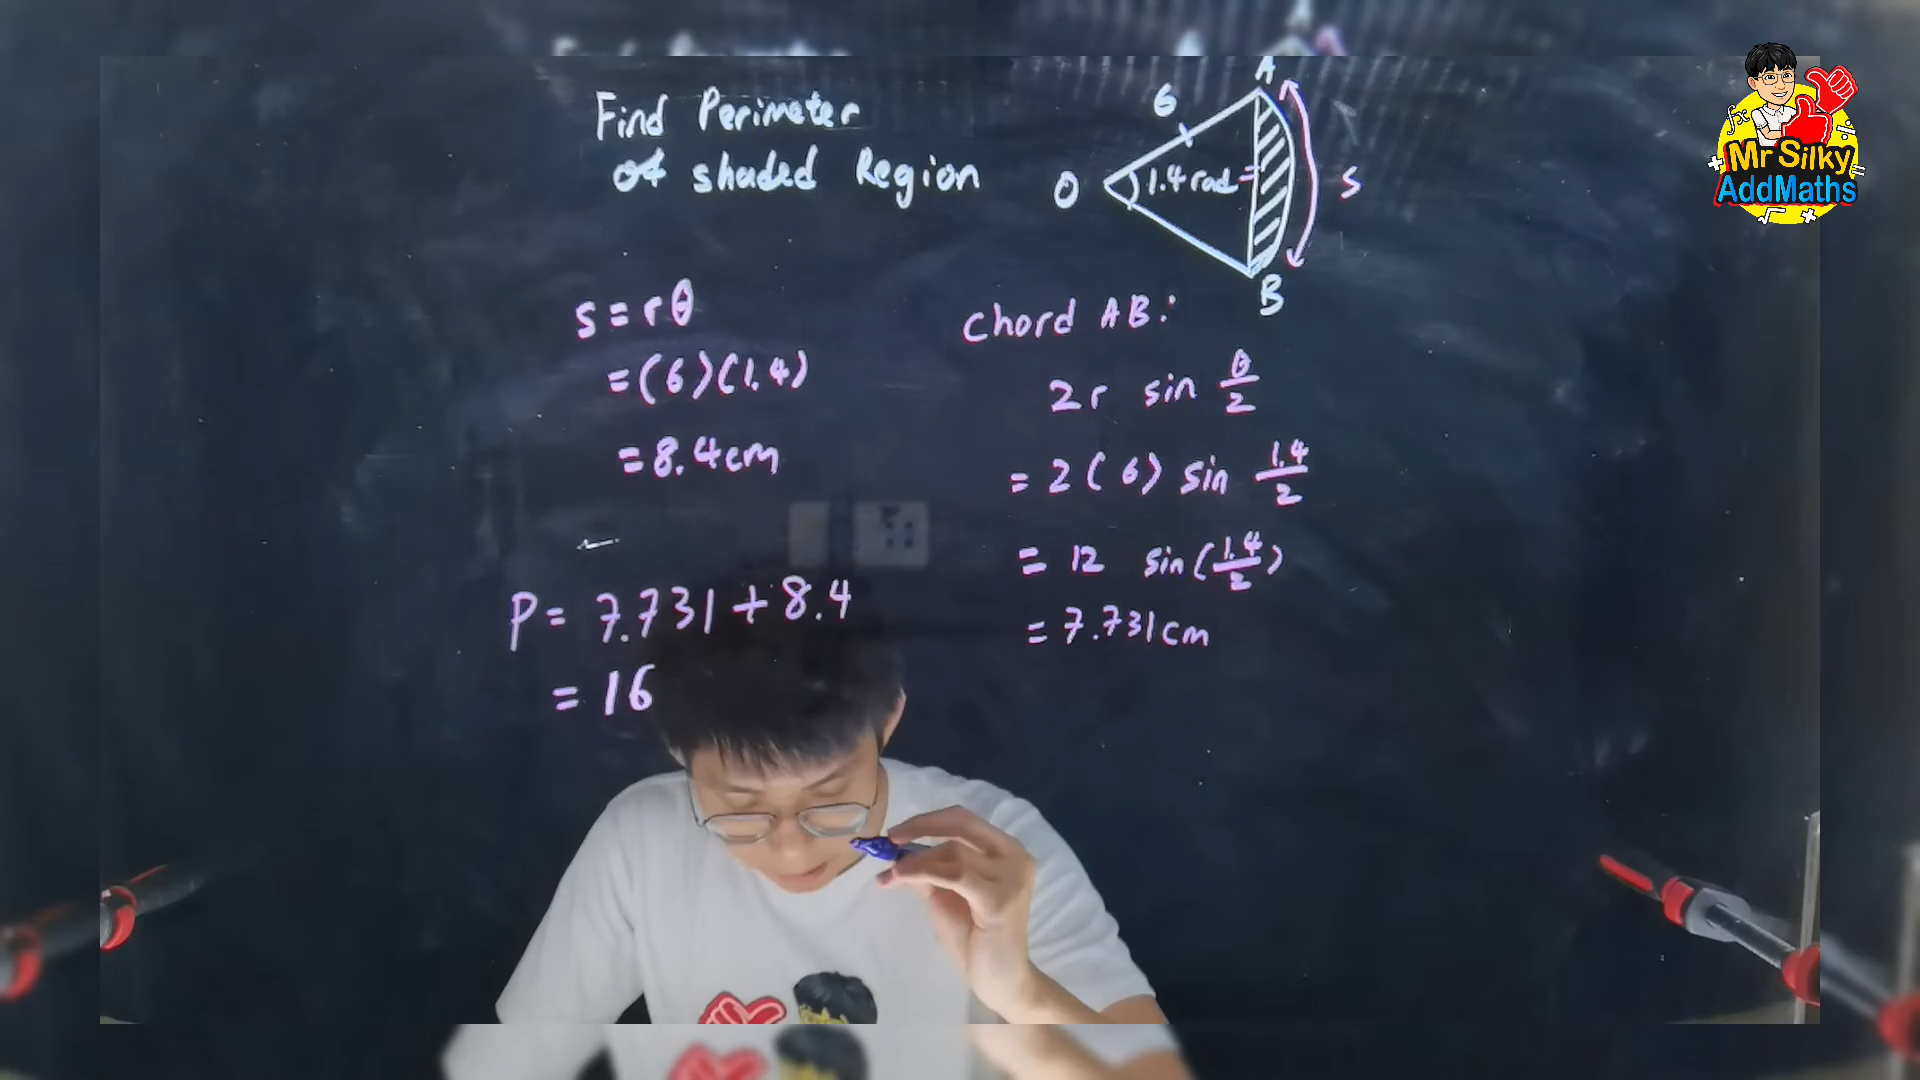 Find Perimeter
of shaded Region
A
6
O
1.4 rad
S
B
s = rθ
= (6)(1.4)
= 8.4cm
chord AB:
2r sin θ/2
= 2(6) sin 1.4/2
= 12 sin(1.4/2)
= 7.731cm
P = 7.731 + 8.4
= 16
Mr Silky
AddMaths